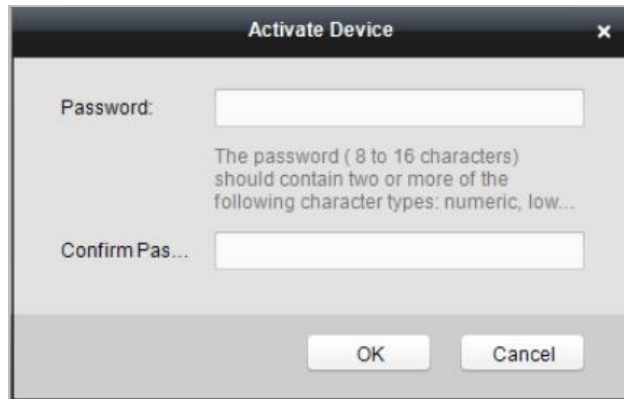 Activate Device
Password:
The password ( 8 to 16 characters)
should contain two or more of the
following character types: numeric, low...
Confirm Pas...
OK Cancel